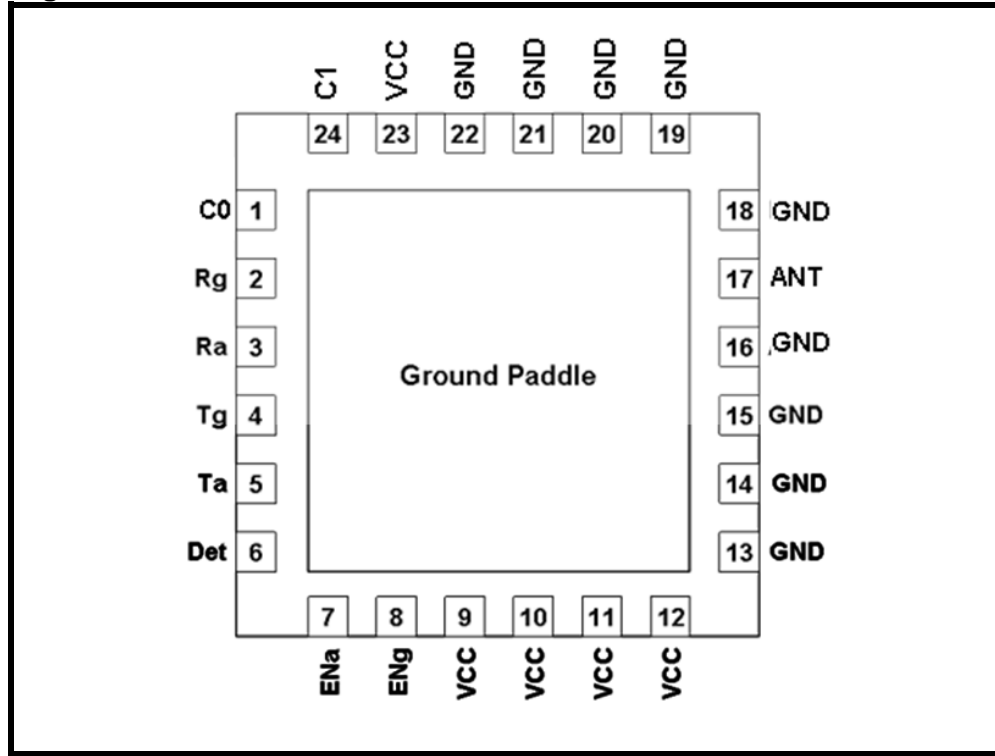 C1 VCC GND GND GND GND
24 23 22 21 20 19
C0 1 18 GND
Rg 2 17 ANT
Ra 3 16 GND
Ground Paddle
Tg 4 15 GND
Ta 5 14 GND
Det 6 13 GND
7 8 9 10 11 12
ENa ENg VCC VCC VCC VCC